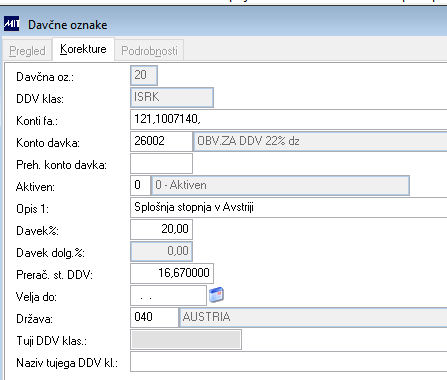 MIT Davčne oznake
Pregled Korekture Podrobnosti
Davčna oz.: 20
DDV klas: ISRK
Konti fa.: 121,1007140,
Konto davka: 26002 OBV.ZA DDV 22% dz
Preh. konto davka:
Aktiven: 0 0 - Aktiven
Opis 1: Splošnja stopnja v Avstriji
Davek%: 20,00
Davek dolg.%: 0,00
Prerač. st. DDV: 16,670000
Velja do: . .
Država: 040 AUSTRIA
Tuji DDV klas.:
Naziv tujega DDV kl.: